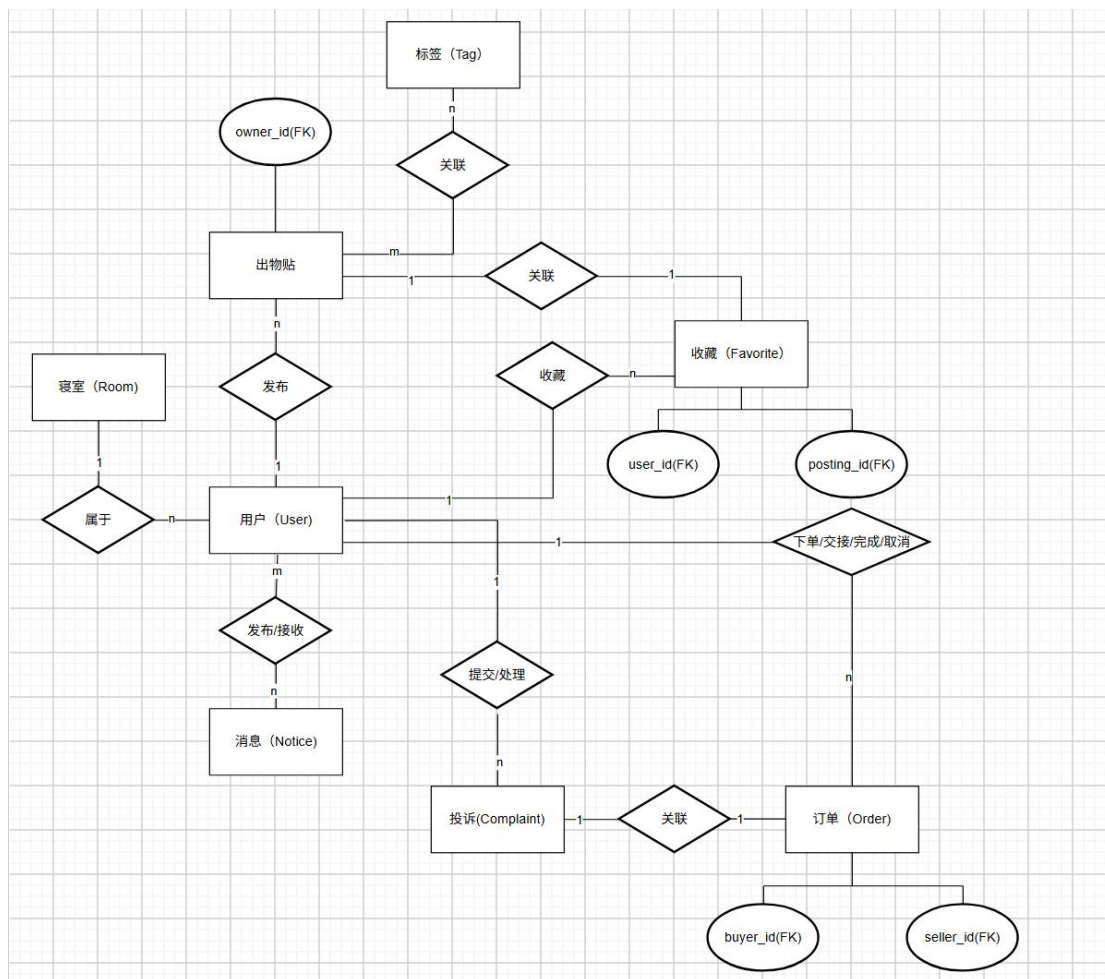 标签（Tag）
n
owner_id(FK)
关联
m
出物贴
1
关联
1
n
收藏（Favorite）
寝室（Room)
发布
收藏
n
user_id(FK)
posting_id(FK)
1
1
1
属于
n
用户（User)
1
下单/交接/完成/取消
m
1
发布/接收
提交/处理
n
n
消息（Notice)
n
投诉(Complaint)
1
关联
1
订单（Order)
buyer_id(FK)
seller_id(FK)